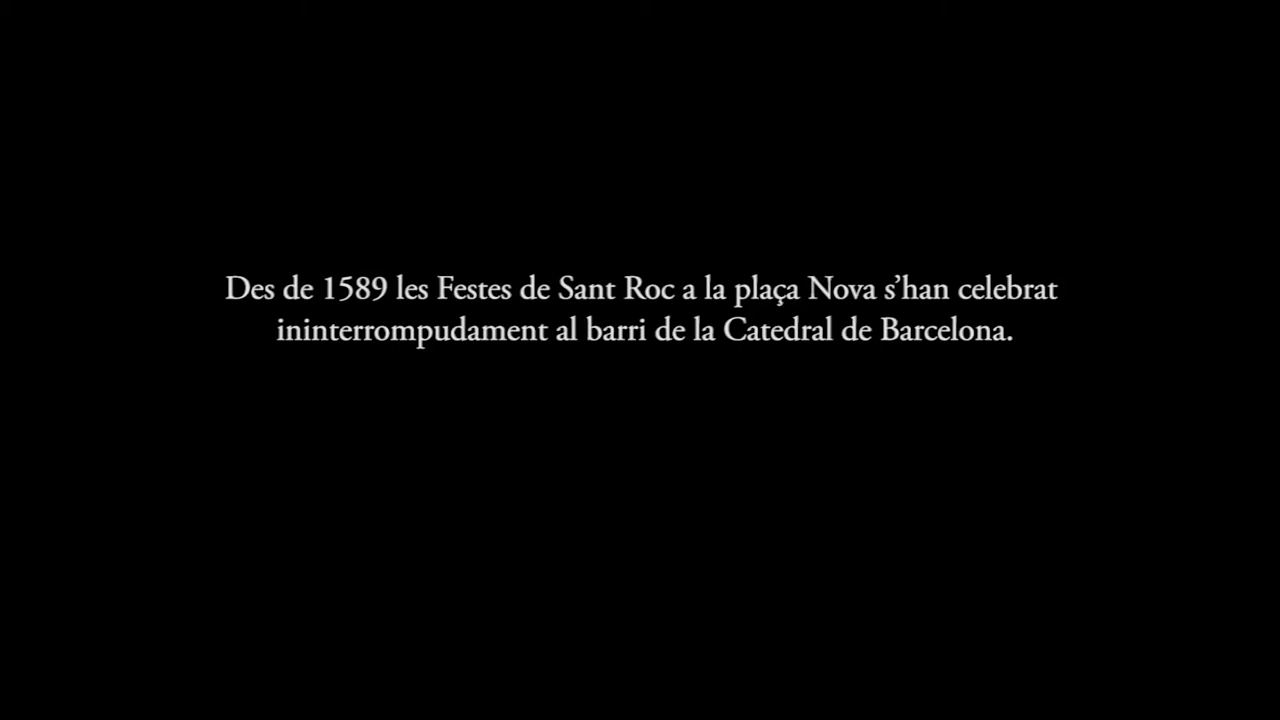 Des de 1589 les Festes de Sant Roc a la plaça Nova s’han celebrat
ininterrompudament al barri de la Catedral de Barcelona.